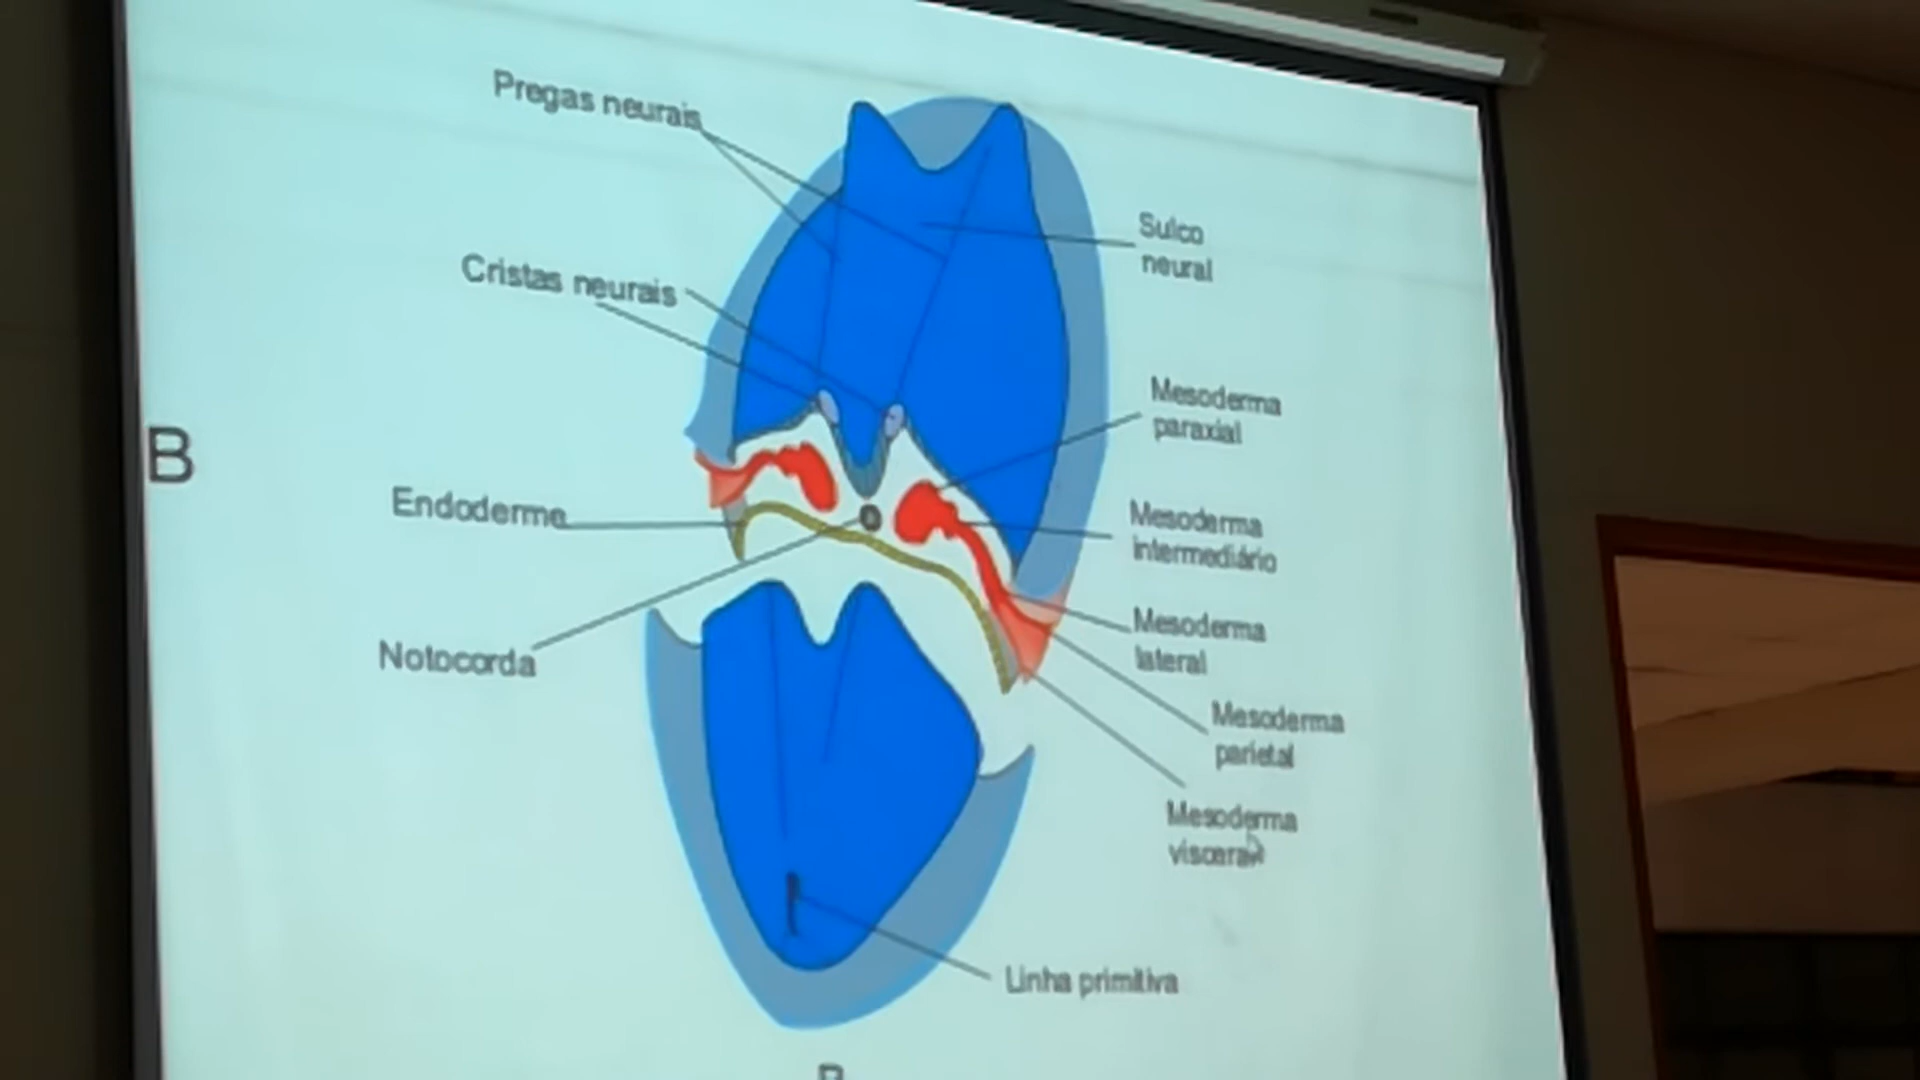 Pregas neurais
Sulco
neural
Cristas neurais
Mesoderma
paraxial
B
Endoderme
Mesoderma
intermediário
Notocorda
Mesoderma
lateral
Mesoderma
parietal
Mesoderma
visceral
Linha primitiva